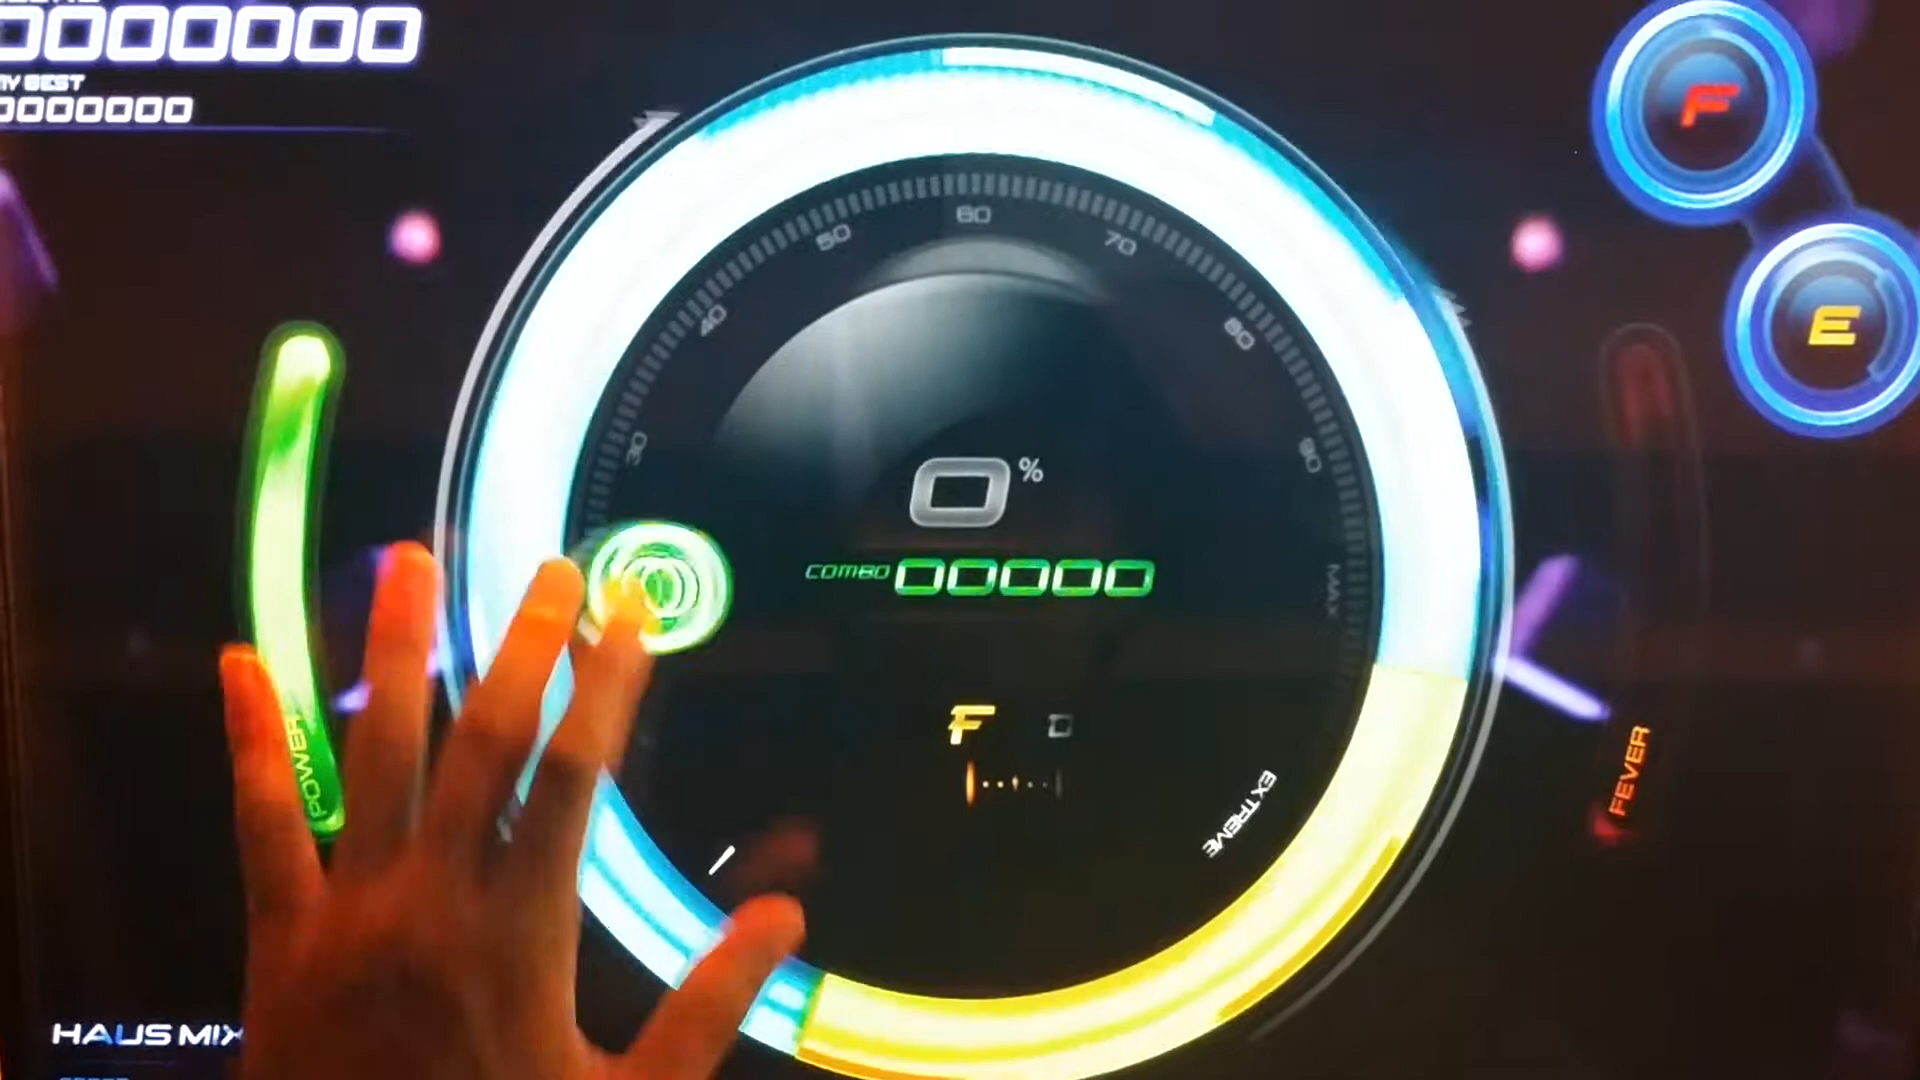 0000000
MY BEST
0000000
F
E
30
40
50
60
70
80
90
MAX
0%
COMBO 00000
F
EXTREME
POWER
FEVER
HAUS MIX